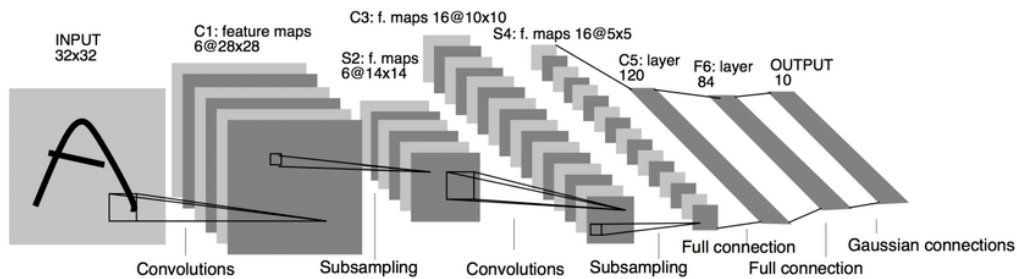 INPUT
32x32
C1: feature maps
6@28x28
S2: f. maps
6@14x14
C3: f. maps 16@10x10
S4: f. maps 16@5x5
C5: layer
120
F6: layer
84
OUTPUT
10
Convolutions
Subsampling
Convolutions
Subsampling
Full connection
Full connection
Gaussian connections